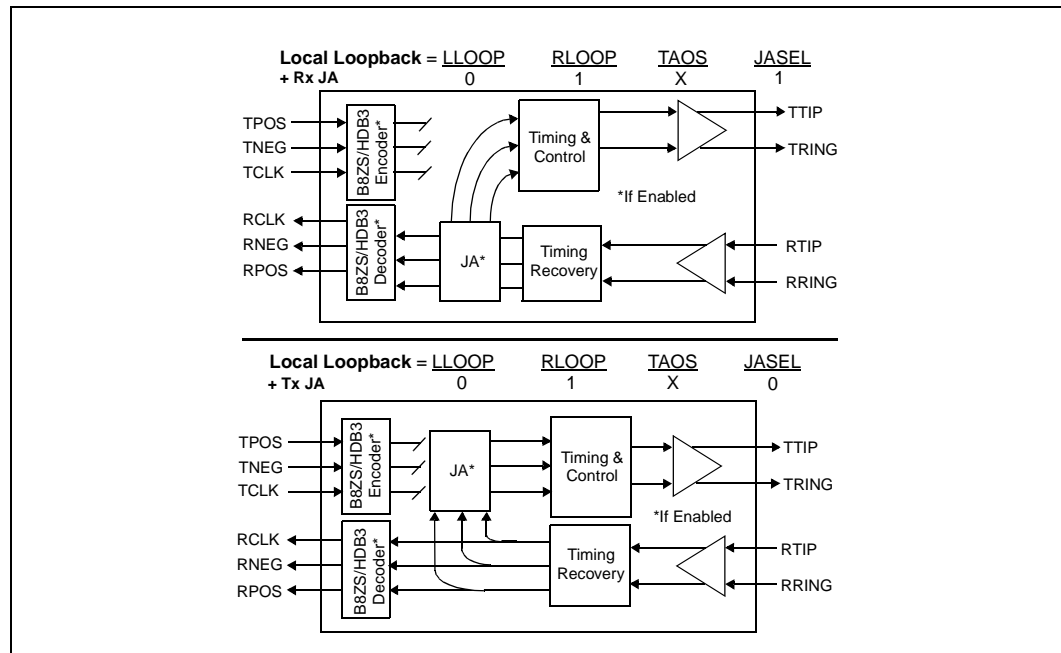 Local Loopback = LLOOP RLOOP TAOS JASEL
+ Rx JA 0 1 X 1
TPOS
TNEG
TCLK
B8ZS/HDB3
Encoder*
Timing &
Control
TTIP
TRING
*If Enabled
RCLK
RNEG
RPOS
B8ZS/HDB3
Decoder*
JA*
Timing
Recovery
RTIP
RRING
Local Loopback = LLOOP RLOOP TAOS JASEL
+ Tx JA 0 1 X 0
TPOS
TNEG
TCLK
B8ZS/HDB3
Encoder*
JA*
Timing &
Control
TTIP
TRING
*If Enabled
RCLK
RNEG
RPOS
B8ZS/HDB3
Decoder*
Timing
Recovery
RTIP
RRING